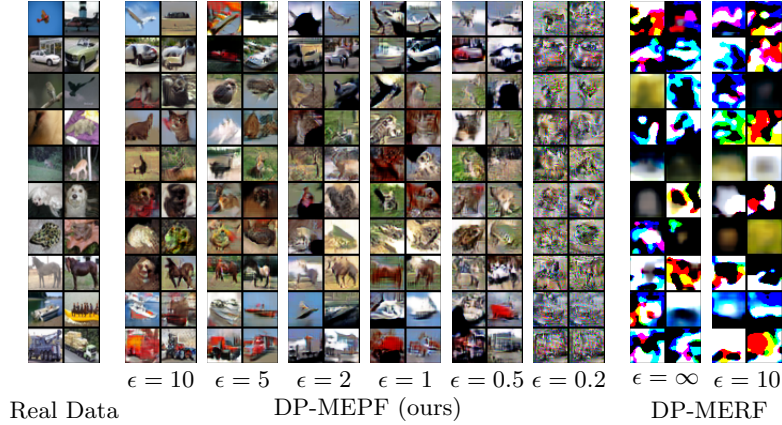 ϵ = 10 ϵ = 5 ϵ = 2 ϵ = 1 ϵ = 0.5 ϵ = 0.2 ϵ = ∞ ϵ = 10
Real Data DP-MEPF (ours) DP-MERF